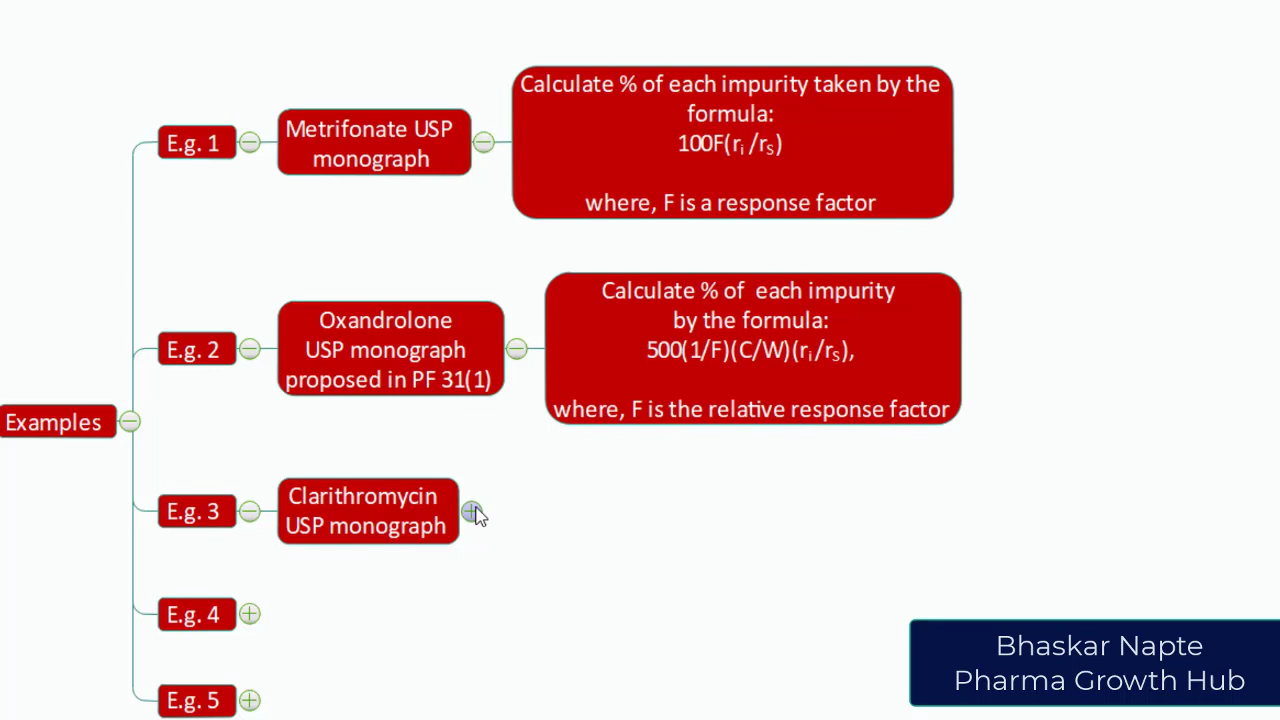 Examples
E.g. 1
Metrifonate USP
monograph
Calculate % of each impurity taken by the
formula:
100F(rᵢ /rₛ)
where, F is a response factor
E.g. 2
Oxandrolone
USP monograph
proposed in PF 31(1)
Calculate % of  each impurity
by the formula:
500(1/F)(C/W)(rᵢ/rₛ),
where, F is the relative response factor
E.g. 3
Clarithromycin
USP monograph
E.g. 4
E.g. 5
Bhaskar Napte
Pharma Growth Hub